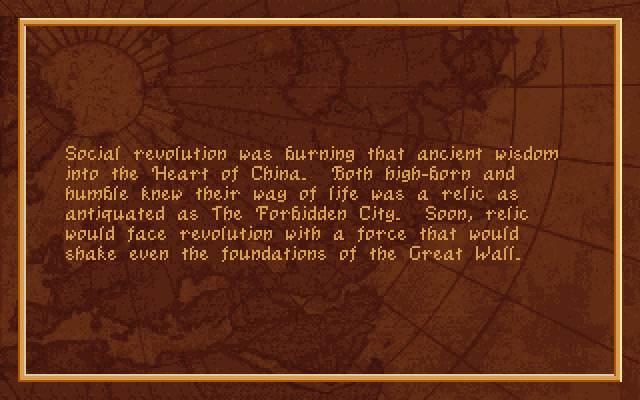 Social revolution was burning that ancient wisdom
into the Heart of China.  Both high-born and
humble knew their way of life was a relic as
antiquated as The Forbidden City.  Soon, relic
would face revolution with a force that would
shake even the foundations of the Great Wall.